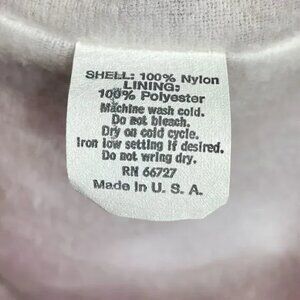 SHELL: 100% Nylon
LINING:
100% Polyester
Machine wash cold.
Do not bleach.
Dry on cold cycle.
Iron low setting if desired.
Do not wring dry.
RN 66727
Made in U. S. A.